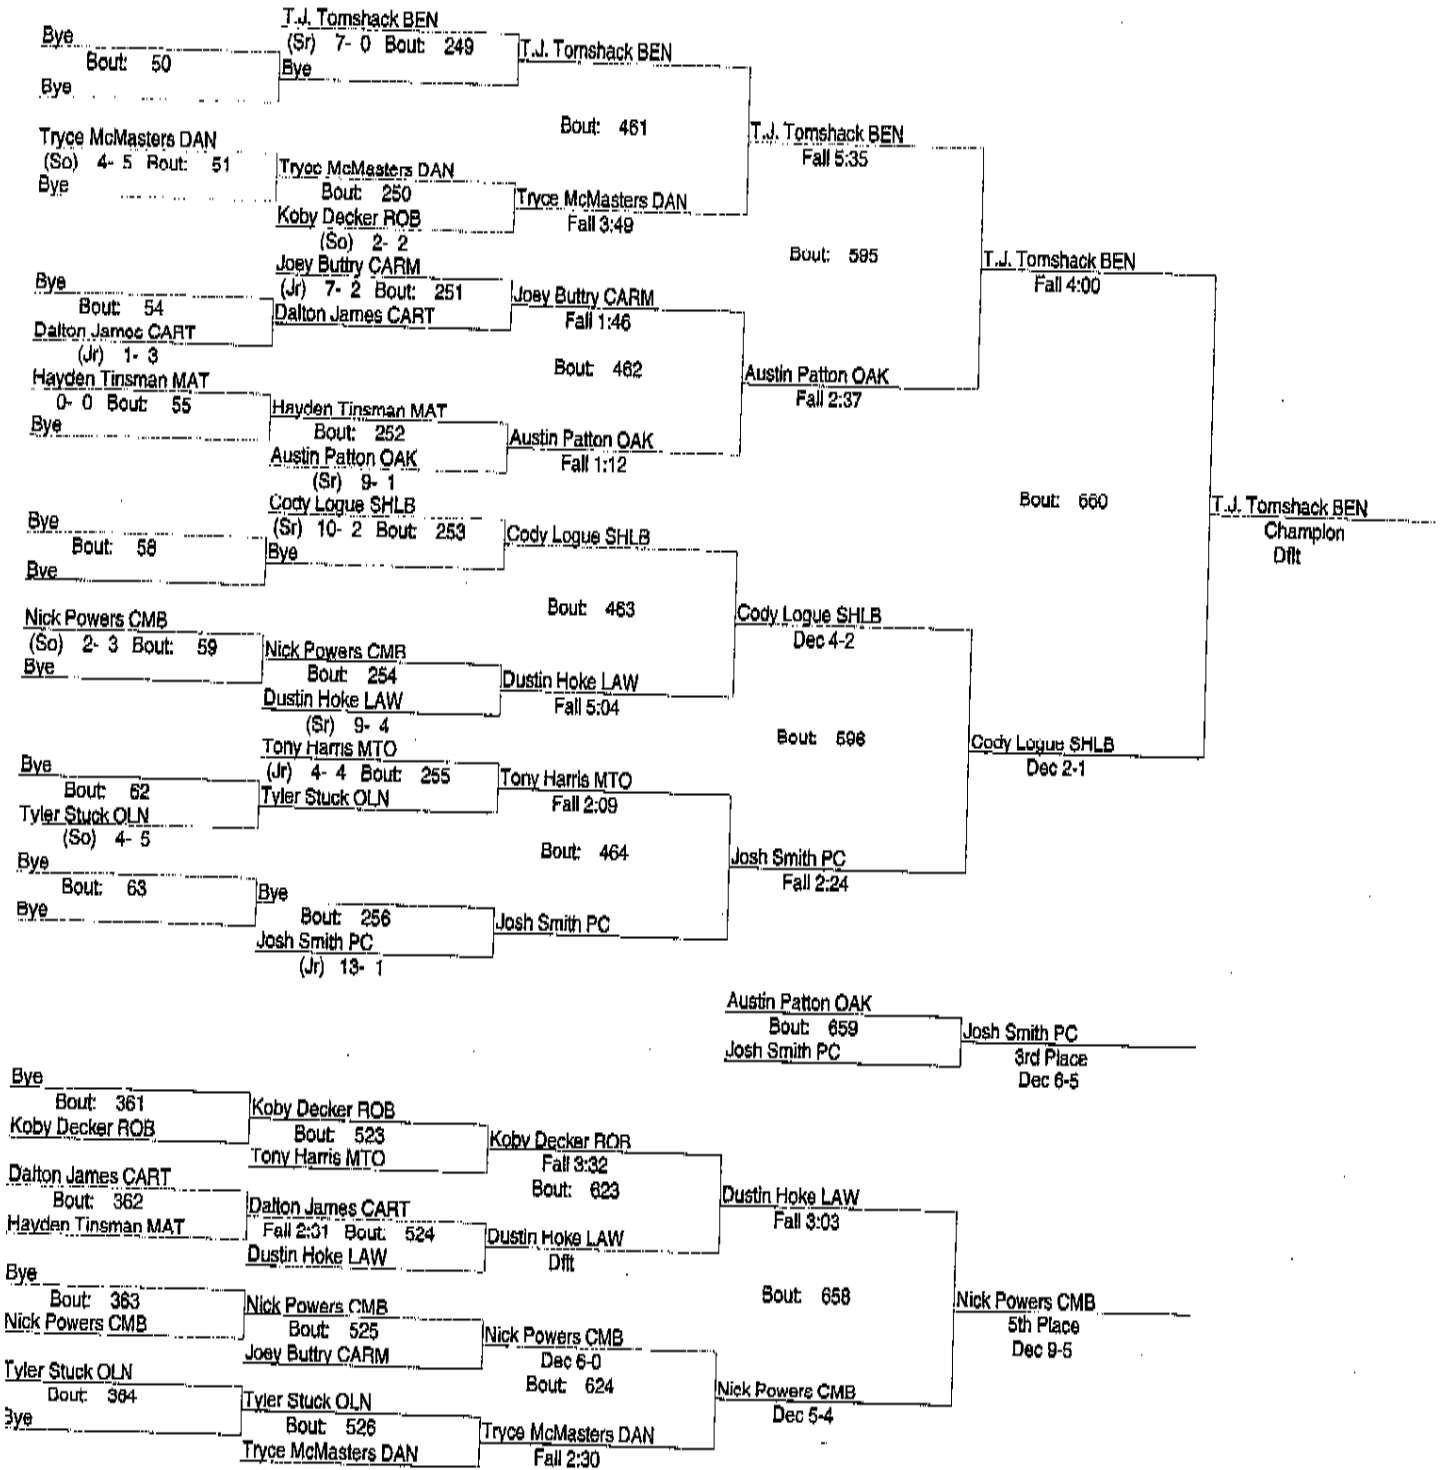 T.J. Tomshack BEN
Bye
(Sr) 7- 0 Bout: 249
T.J. Tomshack BEN
Bout: 50
Bye
Bye
Bout: 461
T.J. Tomshack BEN
Tryce McMasters DAN
Fall 5:35
(So) 4- 5 Bout: 51
Tryce McMasters DAN
Bye
Bout: 250
Tryce McMasters DAN
Koby Decker ROB
Fall 3:49
(So) 2- 2
Bout: 595
T.J. Tomshack BEN
Joey Buttry CARM
Fall 4:00
Bye
(Jr) 7- 2 Bout: 251
Joey Buttry CARM
Bout: 54
Dalton James CART
Fall 1:46
Dalton James CART
(Jr) 1- 3
Bout: 462
Hayden Tinsman MAT
Austin Patton OAK
0- 0 Bout: 55
Fall 2:37
Hayden Tinsman MAT
Bye
Bout: 252
Austin Patton OAK
Austin Patton OAK
Fall 1:12
(Sr) 9- 1
Cody Logue SHLB
Bout: 660
T.J. Tomshack BEN
Bye
(Sr) 10- 2 Bout: 253
Cody Logue SHLB
Champion
Bout: 58
Bye
Dflt
Bye
Bout: 463
Nick Powers CMB
Cody Logue SHLB
(So) 2- 3 Bout: 59
Dec 4-2
Nick Powers CMB
Bye
Bout: 254
Dustin Hoke LAW
Dustin Hoke LAW
Fall 5:04
(Sr) 9- 4
Bout: 596
Cody Logue SHLB
Tony Harris MTO
Dec 2-1
Bye
(Jr) 4- 4 Bout: 255
Tony Harris MTO
Bout: 62
Tyler Stuck OLN
Fall 2:09
Tyler Stuck OLN
(So) 4- 5
Bout: 464
Josh Smith PC
Bye
Fall 2:24
Bout: 63
Bye
Bye
Bout: 256
Josh Smith PC
Josh Smith PC
(Jr) 13- 1
Austin Patton OAK
Bout: 659
Josh Smith PC
Josh Smith PC
3rd Place
Dec 6-5
Bye
Bout: 361
Koby Decker ROB
Koby Decker ROB
Bout: 523
Koby Decker ROB
Tony Harris MTO
Fall 3:32
Dalton James CART
Bout: 623
Dustin Hoke LAW
Bout: 362
Dalton James CART
Fall 3:03
Hayden Tinsman MAT
Fall 2:31 Bout: 524
Dustin Hoke LAW
Dustin Hoke LAW
Dflt
Bye
Bout: 658
Nick Powers CMB
Bout: 363
Nick Powers CMB
5th Place
Nick Powers CMB
Bout: 525
Nick Powers CMB
Dec 9-5
Joey Buttry CARM
Dec 6-0
Tyler Stuck OLN
Bout: 624
Nick Powers CMB
Bout: 364
Tyler Stuck OLN
Dec 5-4
Bye
Bout: 526
Tryce McMasters DAN
Tryce McMasters DAN
Fall 2:30